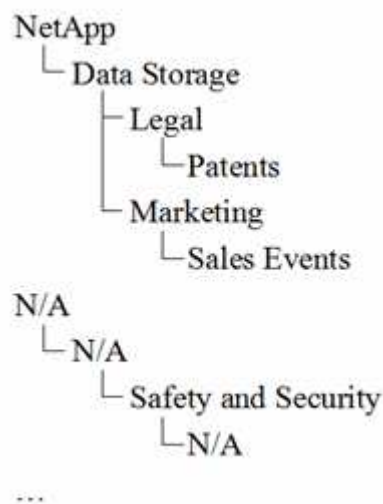 NetApp
Data Storage
Legal
Patents
Marketing
Sales Events
N/A
N/A
Safety and Security
N/A
...